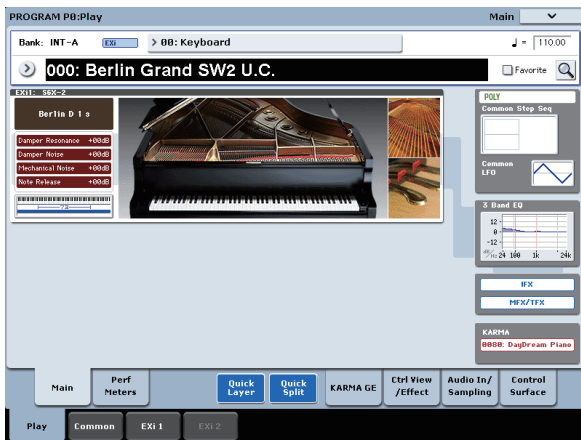 PROGRAM P0:Play
Main
Bank: INT-A
EXi
00: Keyboard
♩ = 110.00
000: Berlin Grand SW2 U.C.
Favorite
EXi1: SGX-2
Berlin D 1 s
Damper Resonance +00dB
Damper Noise +00dB
Mechanical Noise +00dB
Note Release +00dB
73
POLY
Common Step Seq
Common
LFO
3 Band EQ
12
0
-12
dB/Hz 24 100 1k 24k
IFX
MFX/TFX
KARMA
0080: DayDream Piano
Main
Perf
Meters
Quick
Layer
Quick
Split
KARMA GE
Ctrl View
/Effect
Audio In/
Sampling
Control
Surface
Play
Common
EXi 1
EXi 2